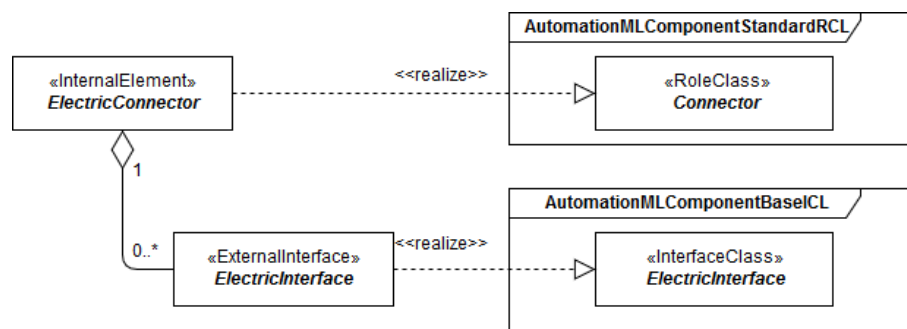 AutomationMLComponentStandardRCL
«InternalElement»
ElectricConnector
<<realize>>
«RoleClass»
Connector
1
AutomationMLComponentBaseICL
0..*
«ExternalInterface»
ElectricInterface
<<realize>>
«InterfaceClass»
ElectricInterface